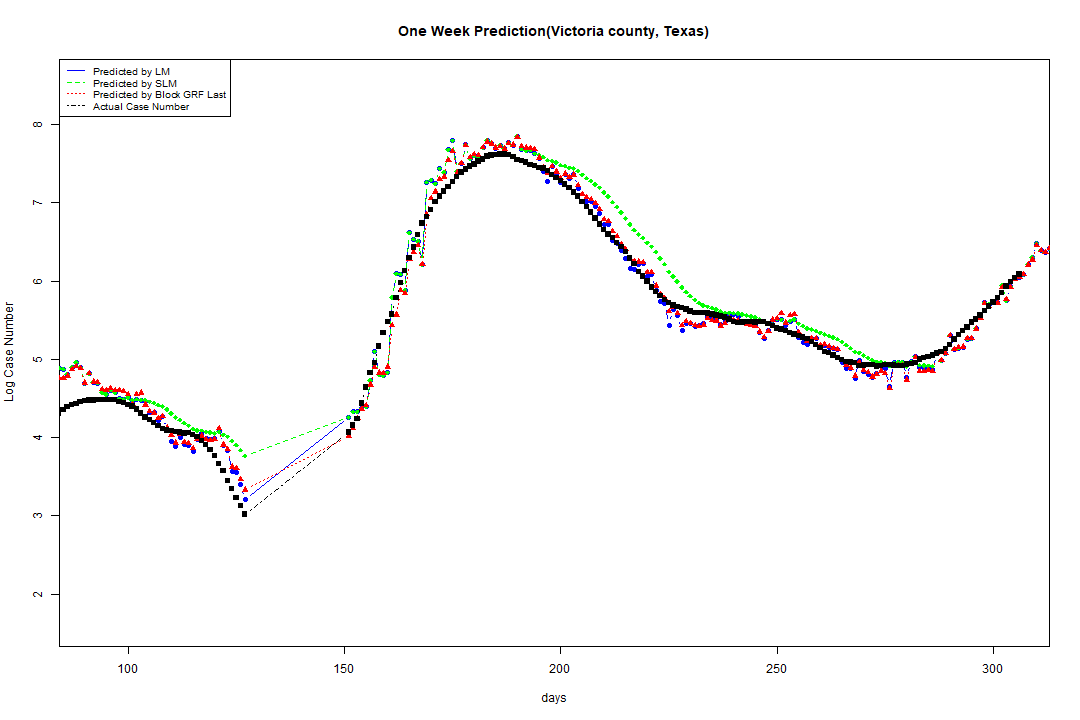 One Week Prediction(Victoria county, Texas)
Predicted by LM
Predicted by SLM
Predicted by Block GRF Last
Actual Case Number
Log Case Number
8
7
6
5
4
3
2
100
150
200
250
300
days